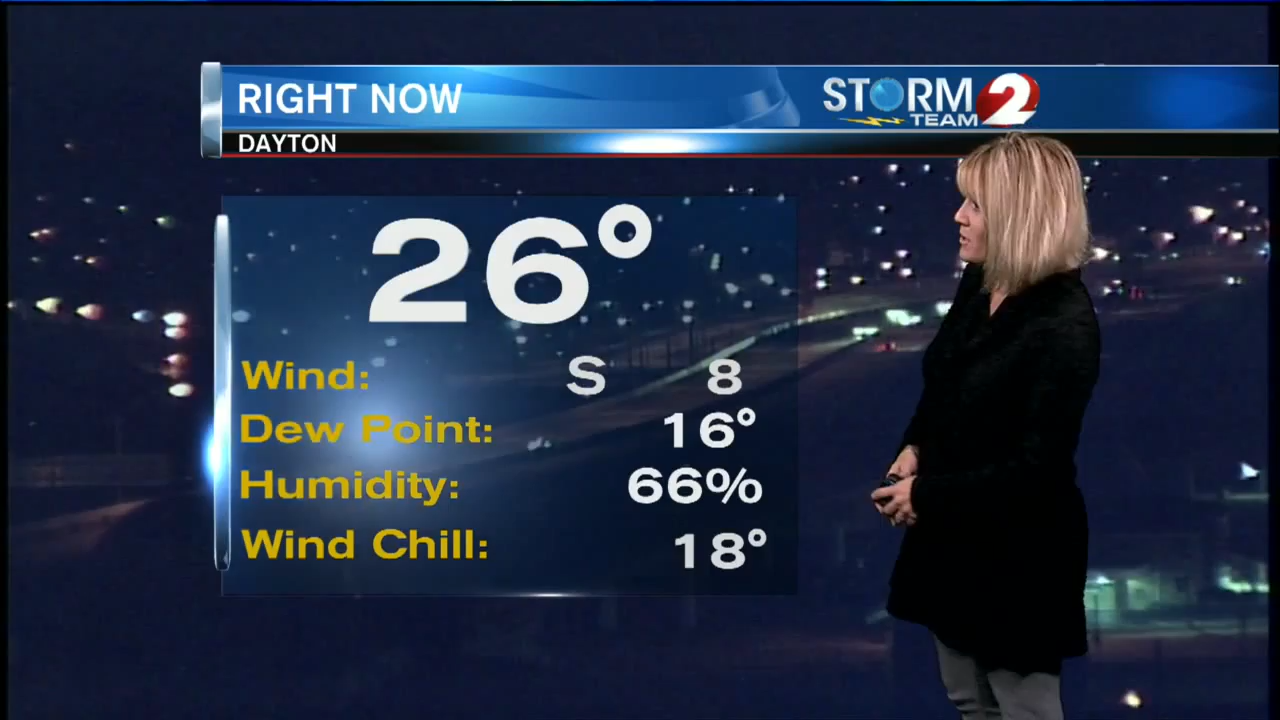 RIGHT NOW
STORM TEAM 2
DAYTON
26°
Wind: S 8
Dew Point: 16°
Humidity: 66%
Wind Chill: 18°